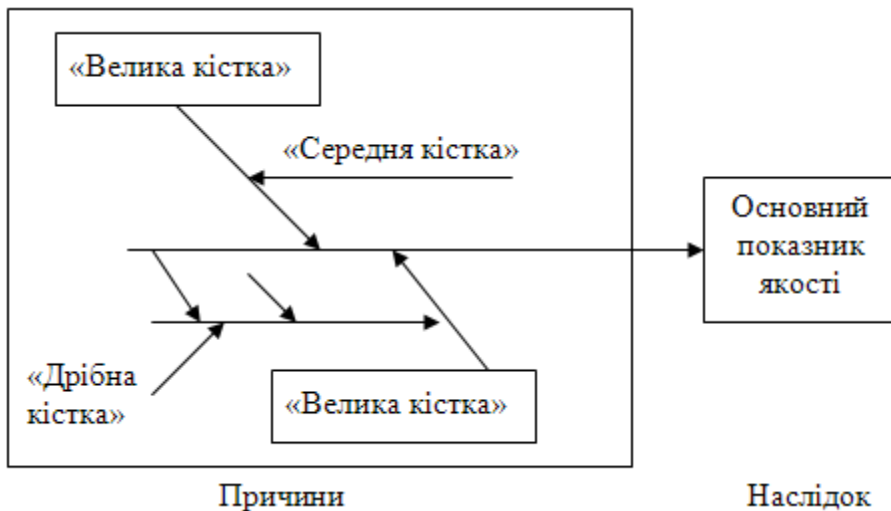 «Велика кістка»
«Середня кістка»
Основний
показник
якості
«Дрібна
кістка»
«Велика кістка»
Причини
Наслідок